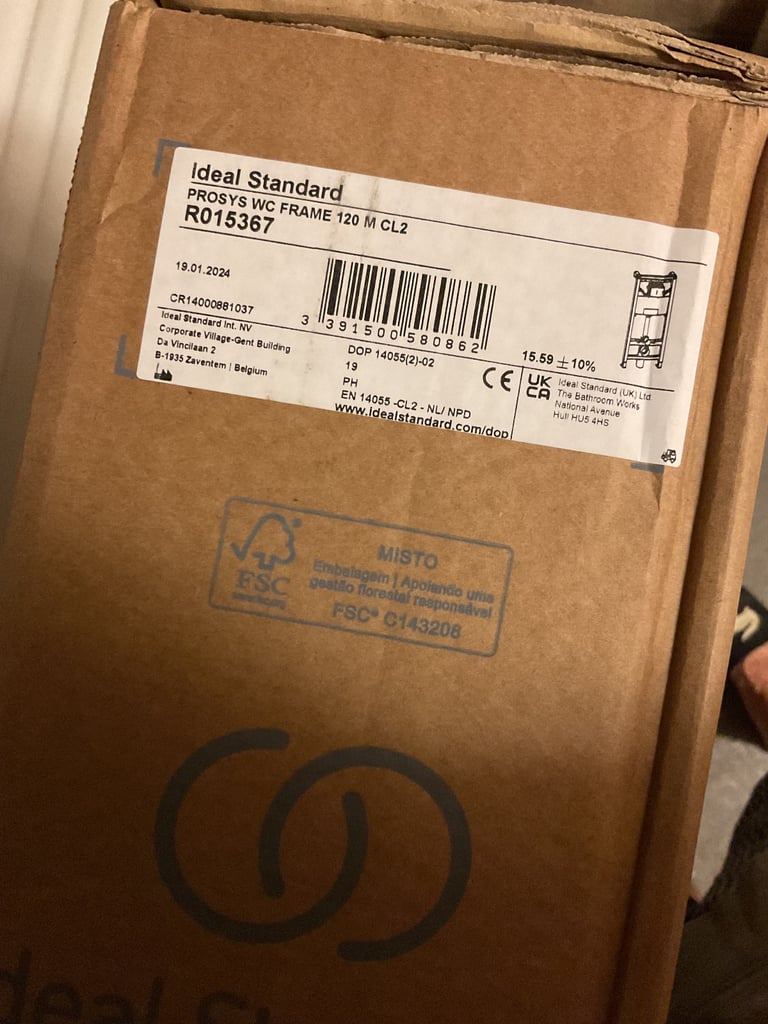 Ideal Standard
PROSYS WC FRAME 120 M CL2
R015367
19.01.2024
CR14000881037
3 391500 580862
15.59 ± 10%
Ideal Standard Int. NV
Corporate Village-Gent Building
Da Vincilaan 2
B-1935 Zaventem | Belgium
DOP 14055(2)-02
19
PH
EN 14055 -CL2 - NL/ NPD
www.idealstandard.com/dop
CE
UK
CA
Ideal Standard (UK) Ltd.
The Bathroom Works
National Avenue
Hull HU5 4HS
FSC
MISTO
Embalagem | Apoiando uma
gestão florestal responsável
FSC® C143208